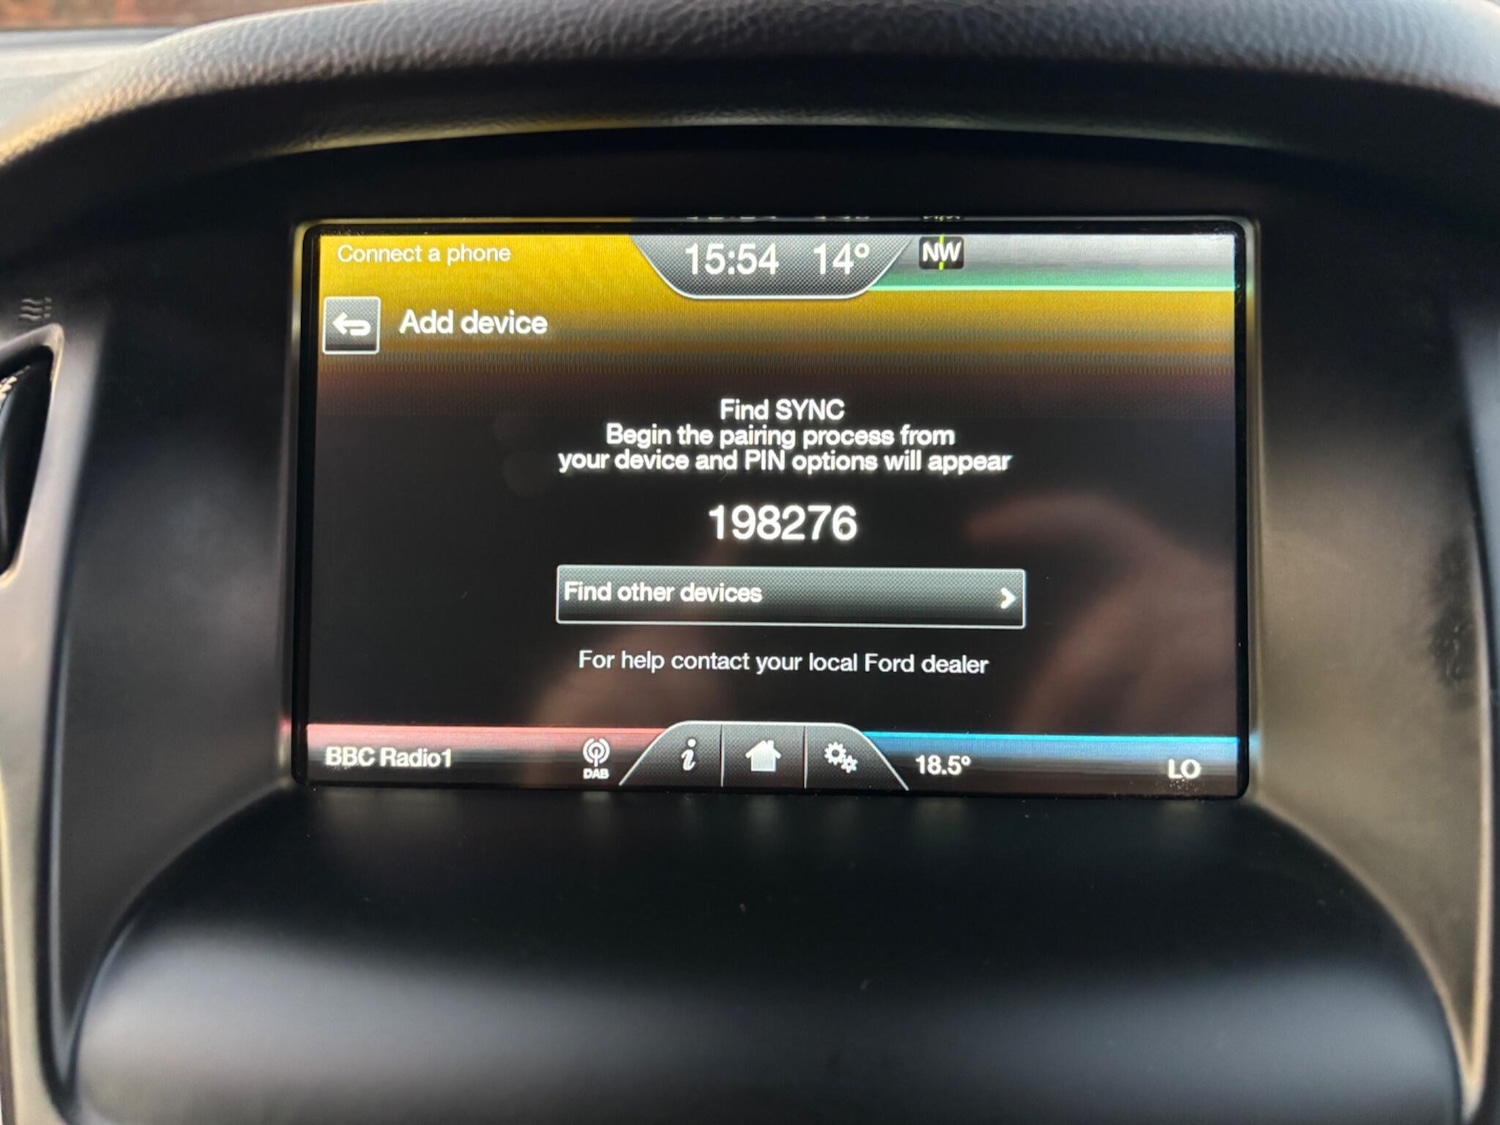 Connect a phone
15:54 14°
NW
Add device
Find SYNC
Begin the pairing process from
your device and PIN options will appear
198276
Find other devices
For help contact your local Ford dealer
BBC Radio1
DAB
i
18.5°
LO